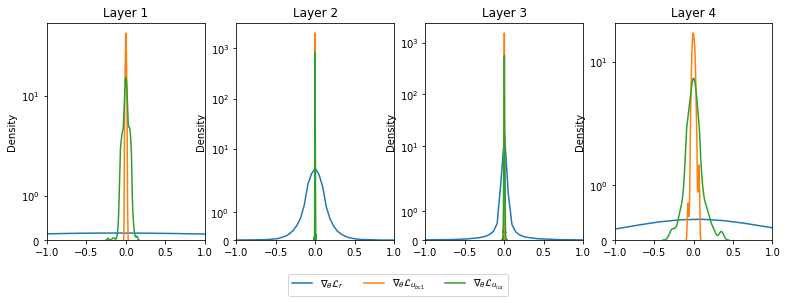 Layer 1 Layer 2 Layer 3 Layer 4
Density Density Density Density
10¹ 10³ 10³ 10¹
10² 10²
10⁰ 10¹ 10¹ 10⁰
10⁰ 10⁰
0 0 0 0
−1.0 −0.5 0.0 0.5 1.0 −1.0 −0.5 0.0 0.5 1.0 −1.0 −0.5 0.0 0.5 1.0 −1.0 −0.5 0.0 0.5 1.0
∇θℒr ∇θℒu_bc1 ∇θℒu_ics